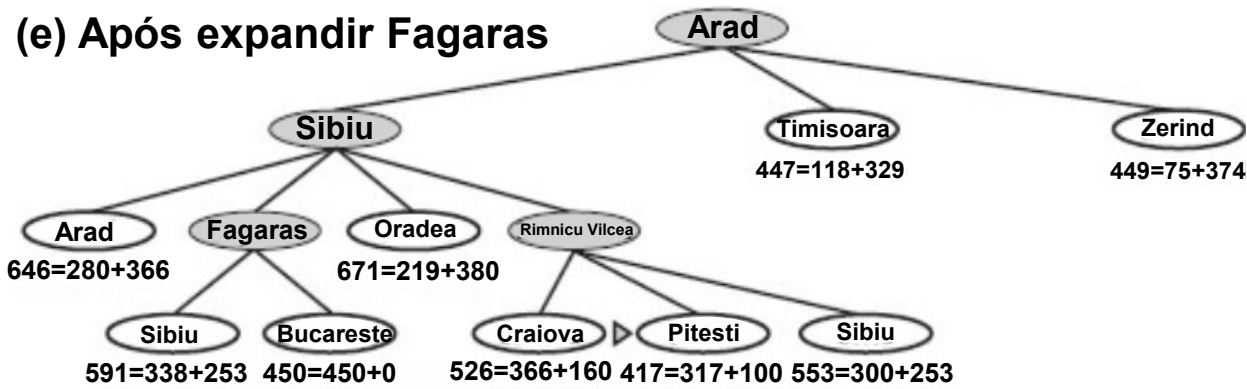 (e) Após expandir Fagaras
Arad
Sibiu
Timisoara
Zerind
447=118+329
449=75+374
Arad
Fagaras
Oradea
Rimnicu Vilcea
646=280+366
671=219+380
Sibiu
Bucareste
Craiova
Pitesti
Sibiu
591=338+253
450=450+0
526=366+160
417=317+100
553=300+253